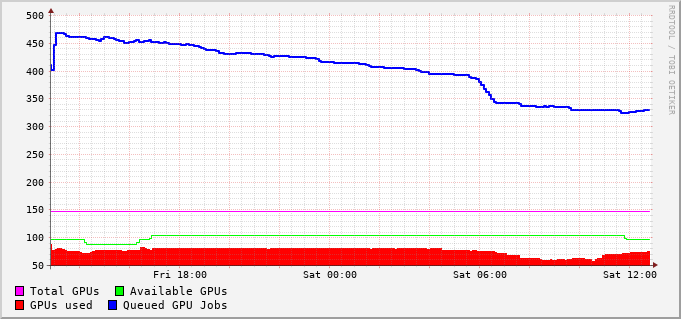 500
450
400
350
300
250
200
150
100
50
Fri 18:00 Sat 00:00 Sat 06:00 Sat 12:00
Total GPUs Available GPUs
GPUs used Queued GPU Jobs
RRDTOOL / TOBI OETIKER